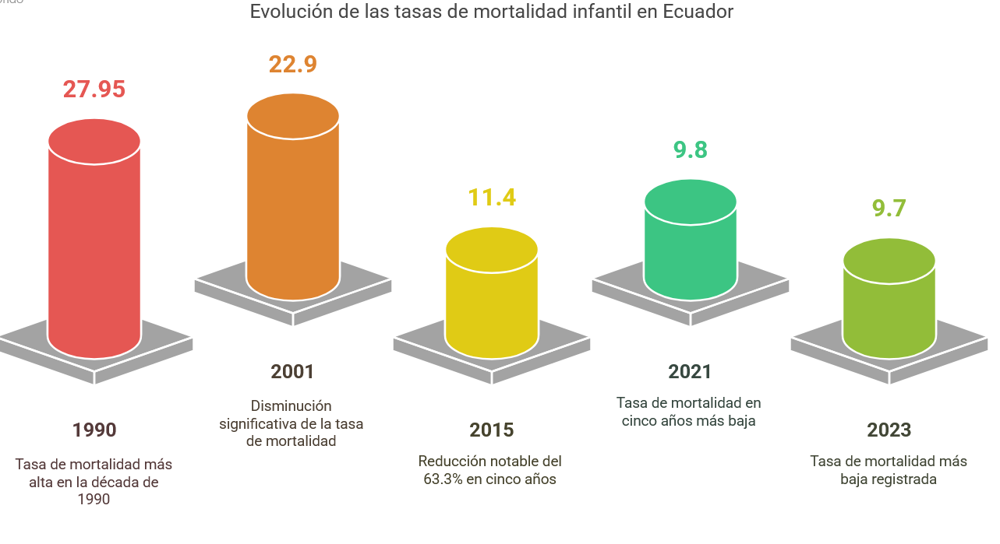 Evolución de las tasas de mortalidad infantil en Ecuador
27.95
22.9
11.4
9.8
9.7
1990
Tasa de mortalidad más
alta en la década de
1990
2001
Disminución
significativa de la tasa
de mortalidad
2015
Reducción notable del
63.3% en cinco años
2021
Tasa de mortalidad en
cinco años más baja
2023
Tasa de mortalidad más
baja registrada